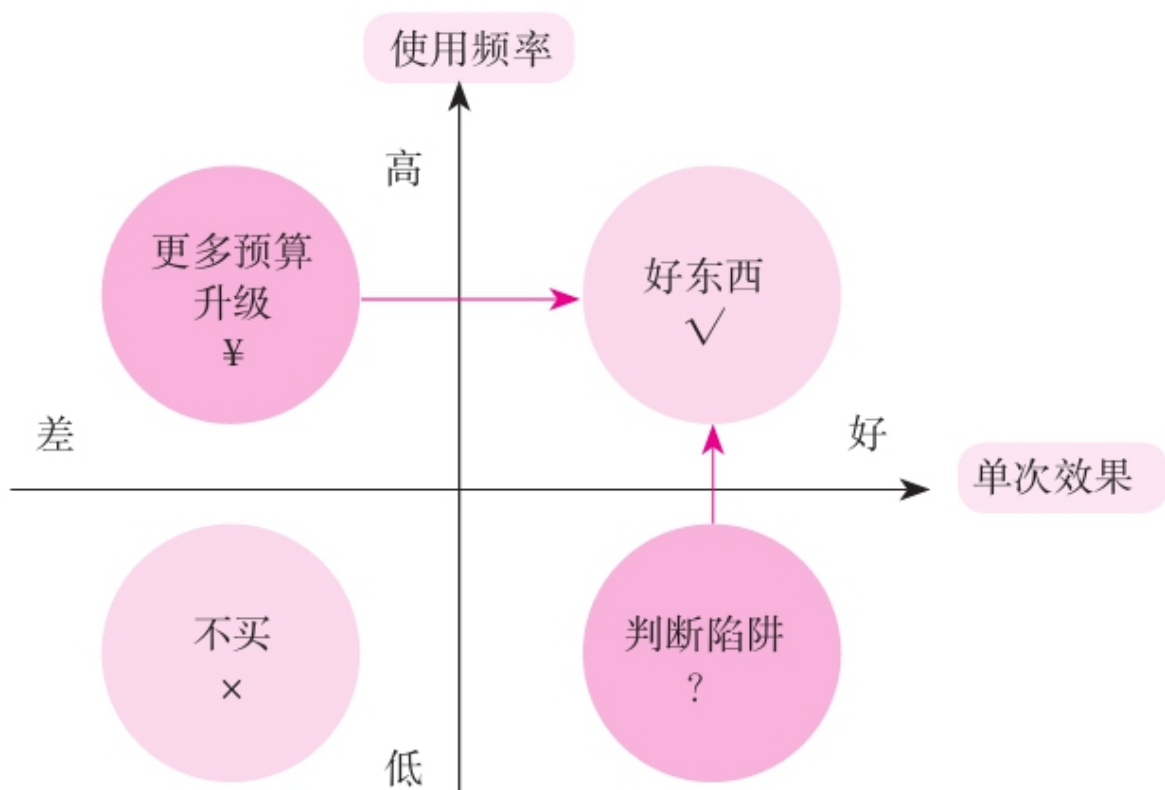 使用频率
高
更多预算
升级
¥
好东西
√
差
好
单次效果
不买
×
判断陷阱
?
低